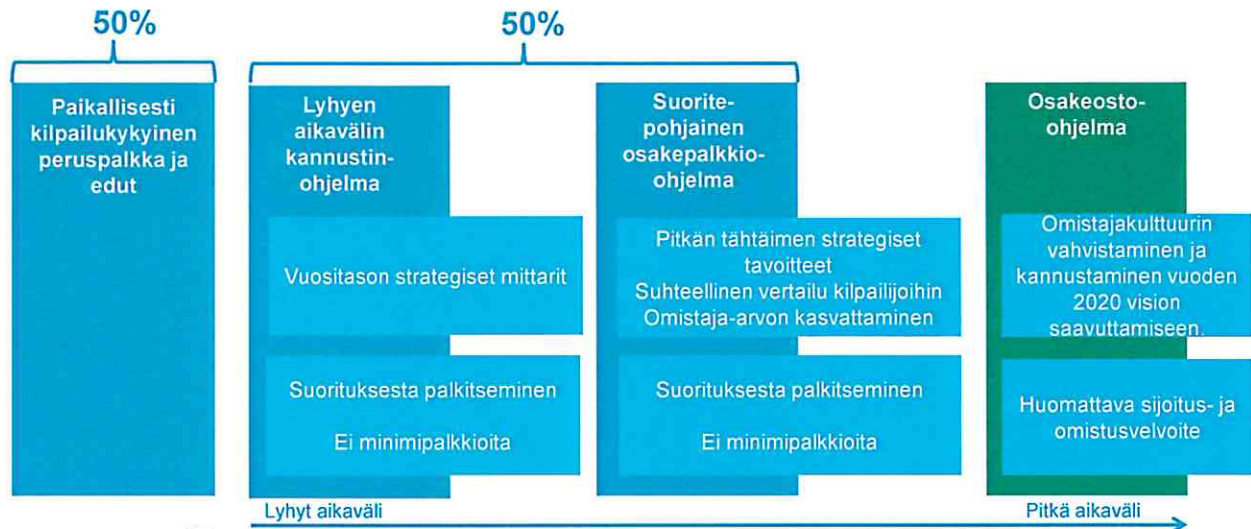 50%
50%
Paikallisesti
kilpailukykyinen
peruspalkka ja
edut
Lyhyen
aikavälin
kannustin-
ohjelma
Vuositason strategiset mittarit
Suorituksesta palkitseminen
Ei minimipalkkioita
Suorite-
pohjainen
osakepalkkio-
ohjelma
Pitkän tähtäimen strategiset
tavoitteet
Suhteellinen vertailu kilpailijoihin
Omistaja-arvon kasvattaminen
Suorituksesta palkitseminen
Ei minimipalkkioita
Osakeosto-
ohjelma
Omistajakulttuurin
vahvistaminen ja
kannustaminen vuoden
2020 vision
saavuttamiseen.
Huomattava sijoitus- ja
omistusvelvoite
Lyhyt aikaväli
Pitkä aikaväli